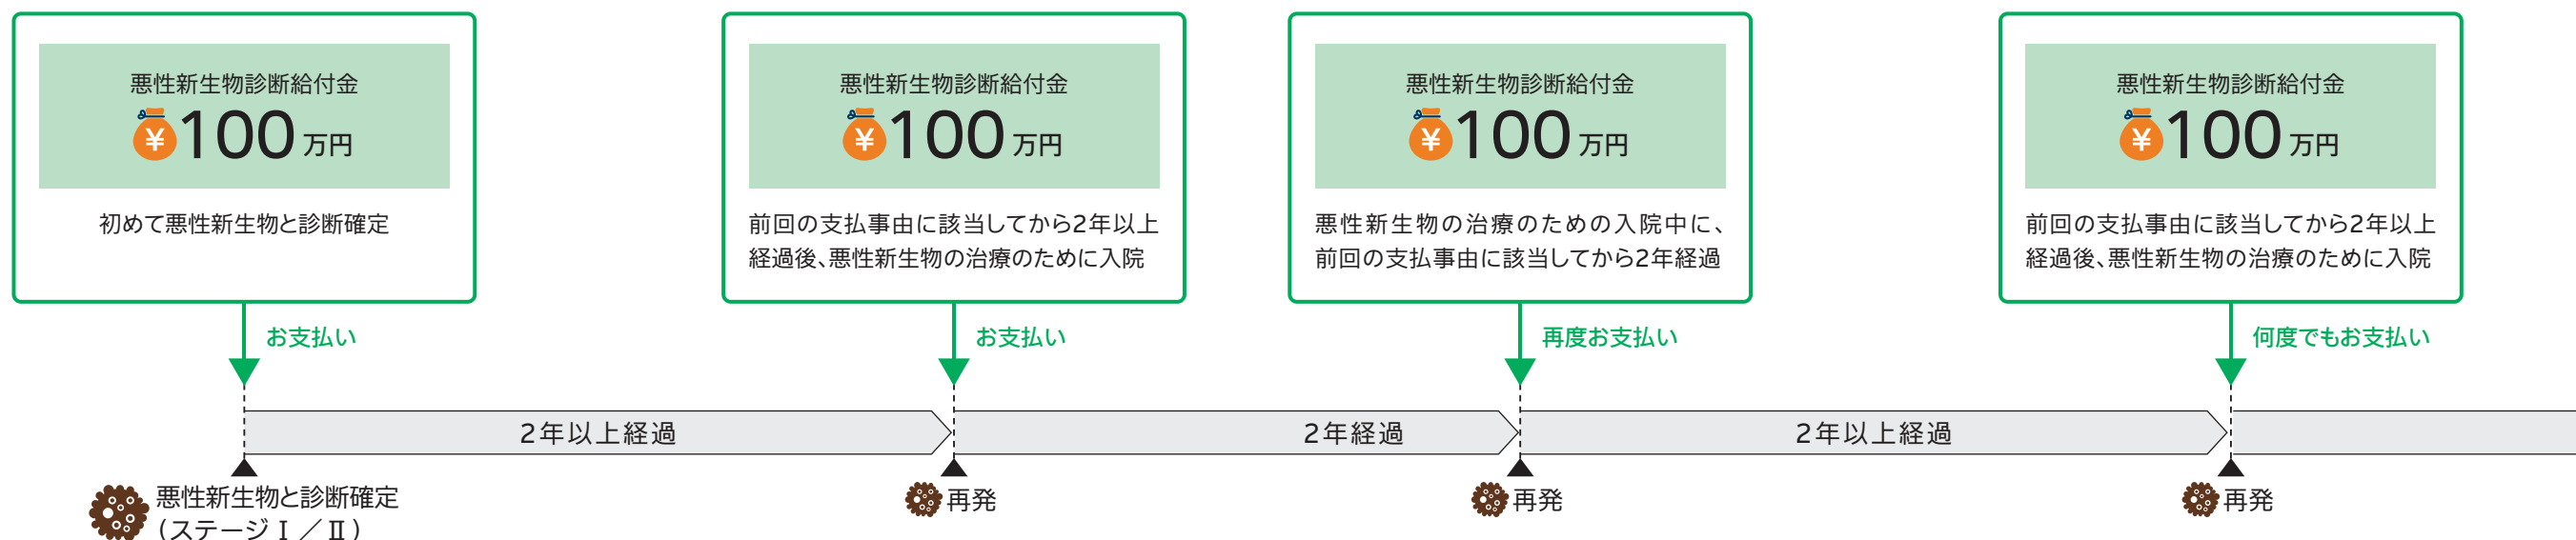 悪性新生物診断給付金
¥100万円
初めて悪性新生物と診断確定
お支払い
悪性新生物診断給付金
¥100万円
前回の支払事由に該当してから2年以上
経過後、悪性新生物の治療のために入院
お支払い
悪性新生物診断給付金
¥100万円
悪性新生物の治療のための入院中に、
前回の支払事由に該当してから2年経過
再度お支払い
悪性新生物診断給付金
¥100万円
前回の支払事由に該当してから2年以上
経過後、悪性新生物の治療のために入院
何度でもお支払い
2年以上経過
2年経過
2年以上経過
悪性新生物と診断確定
（ステージⅠ／Ⅱ）
再発
再発
再発